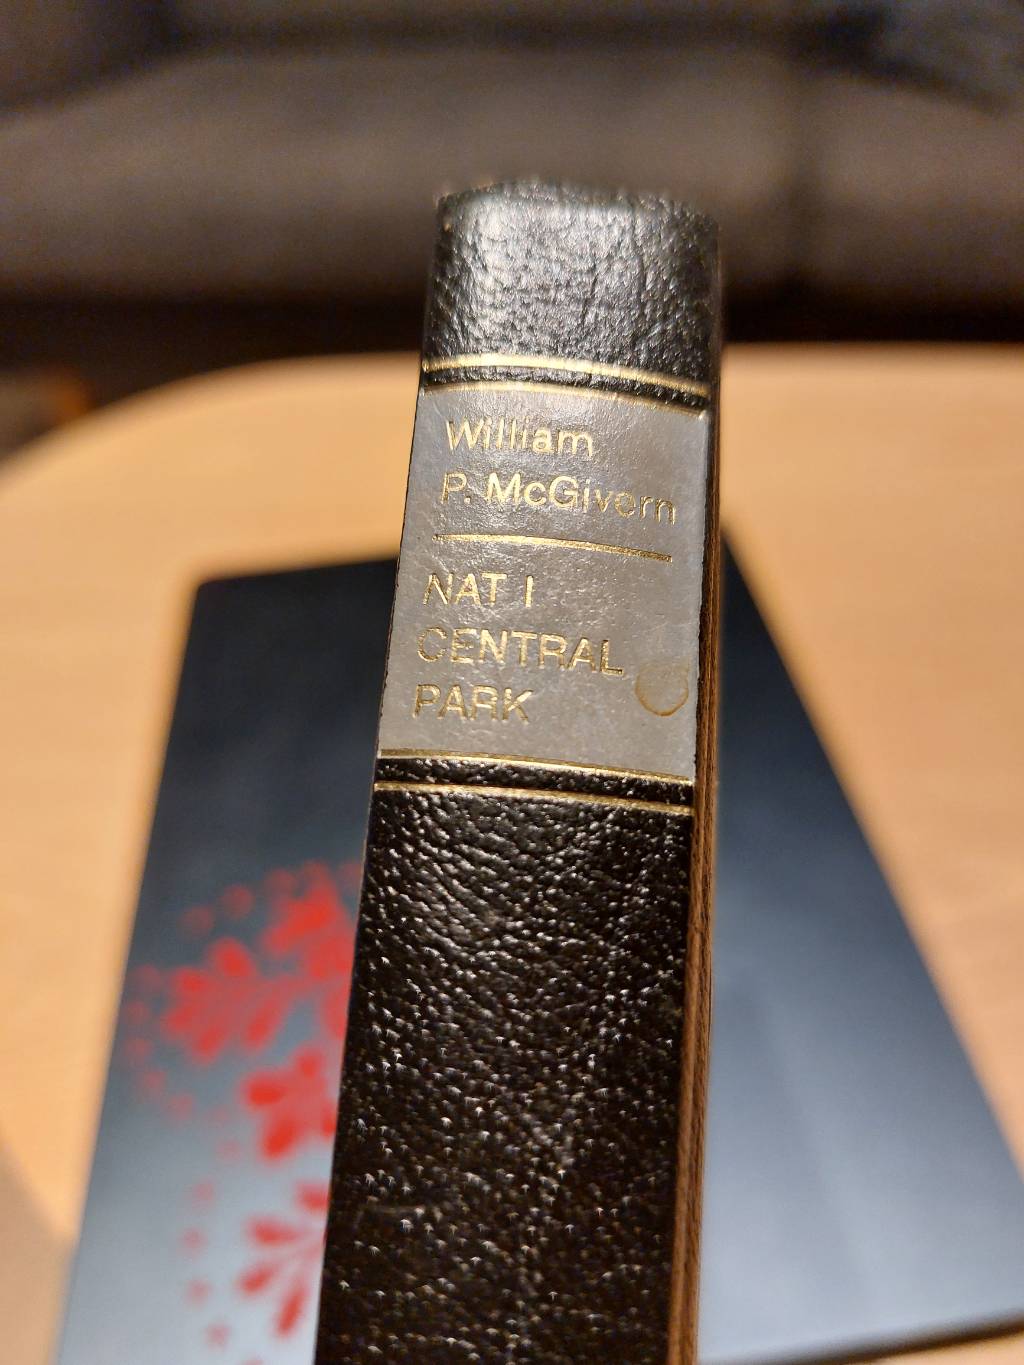 William
P. McGivern
NAT I
CENTRAL
PARK